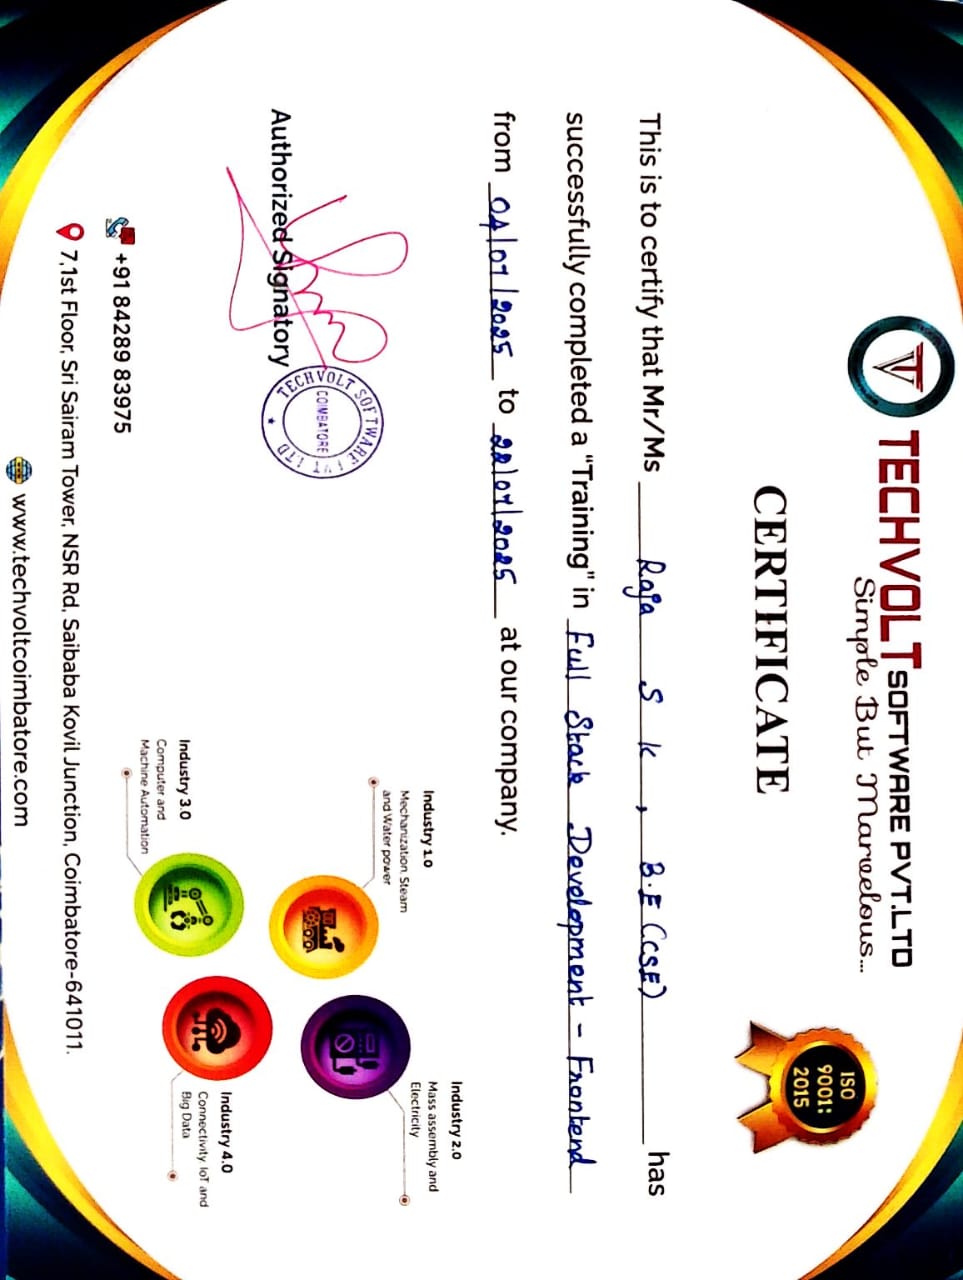 TECHVOLT SOFTWARE PVT.LTD
Simple But Marvelous...
CERTIFICATE
ISO
9001:
2015
This is to certify that Mr/Ms Raja S K, B.E (CSE) has
successfully completed a "Training" in Full Stack Development - Frontend
from 04/07/2025 to 22/07/2025 at our company.
Authorized Signatory
TECHVOLT SOFTWARE PVT LTD
COIMBATORE
Industry 1.0
Mechanization, Steam
and Water power
Industry 2.0
Mass assembly and
Electricity
Industry 3.0
Computer and
Machine Automation
Industry 4.0
Connectivity, IoT and
Big Data
+91 84289 83975
7,1st Floor, Sri Sairam Tower, NSR Rd, Saibaba Kovil Junction, Coimbatore-641011.
www.techvoltcoimbatore.com